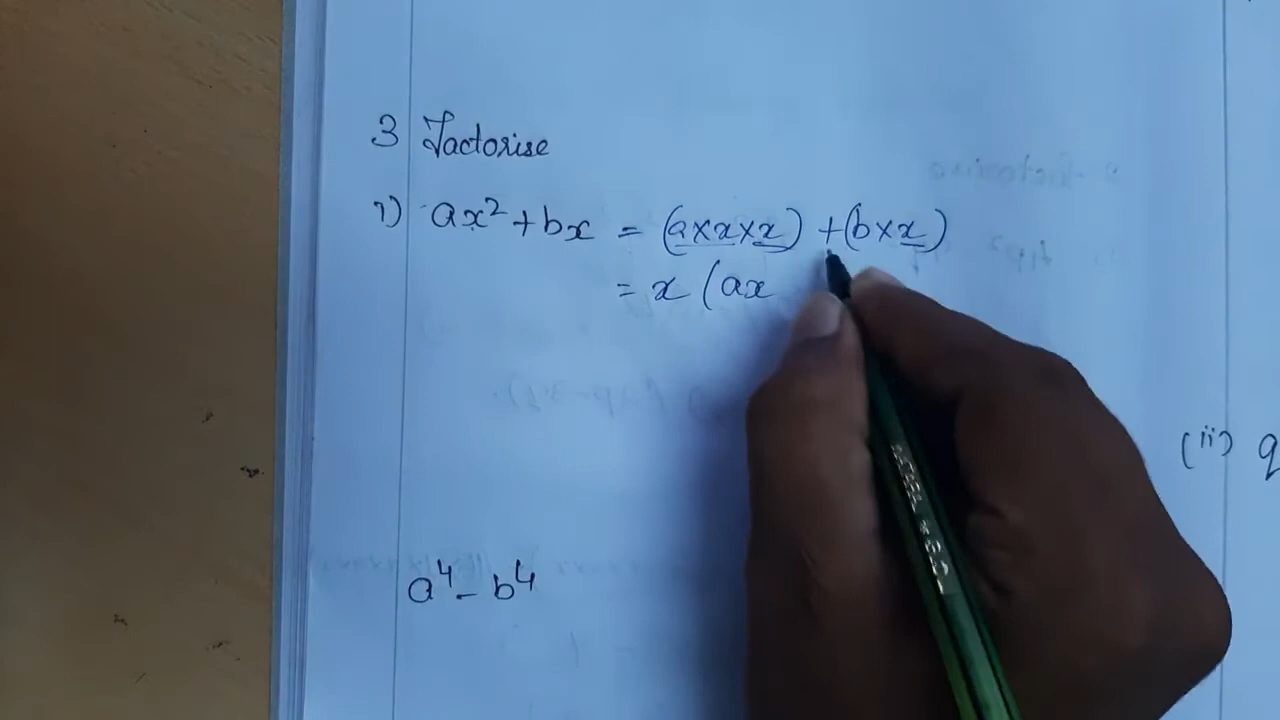 3 Factorise
1) ax² + bx = (a×x×x) + (b×x)
= x (ax
(ii) q
a⁴ - b⁴